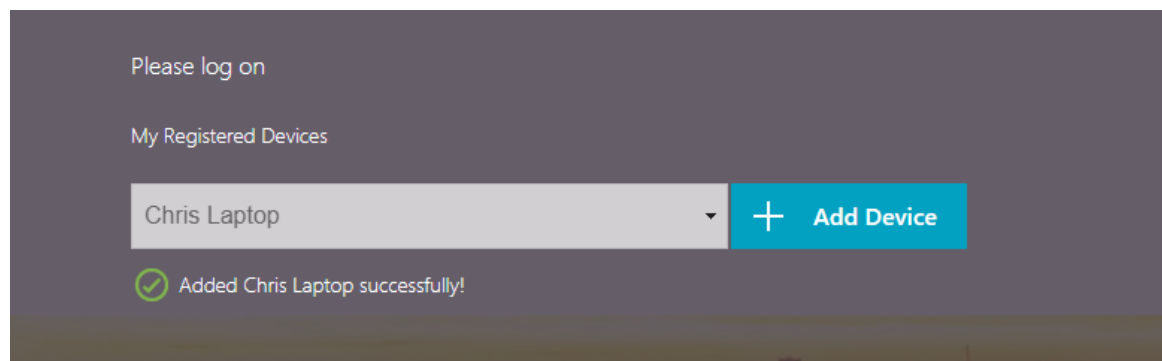 Please log on
My Registered Devices
Chris Laptop
Add Device
Added Chris Laptop successfully!